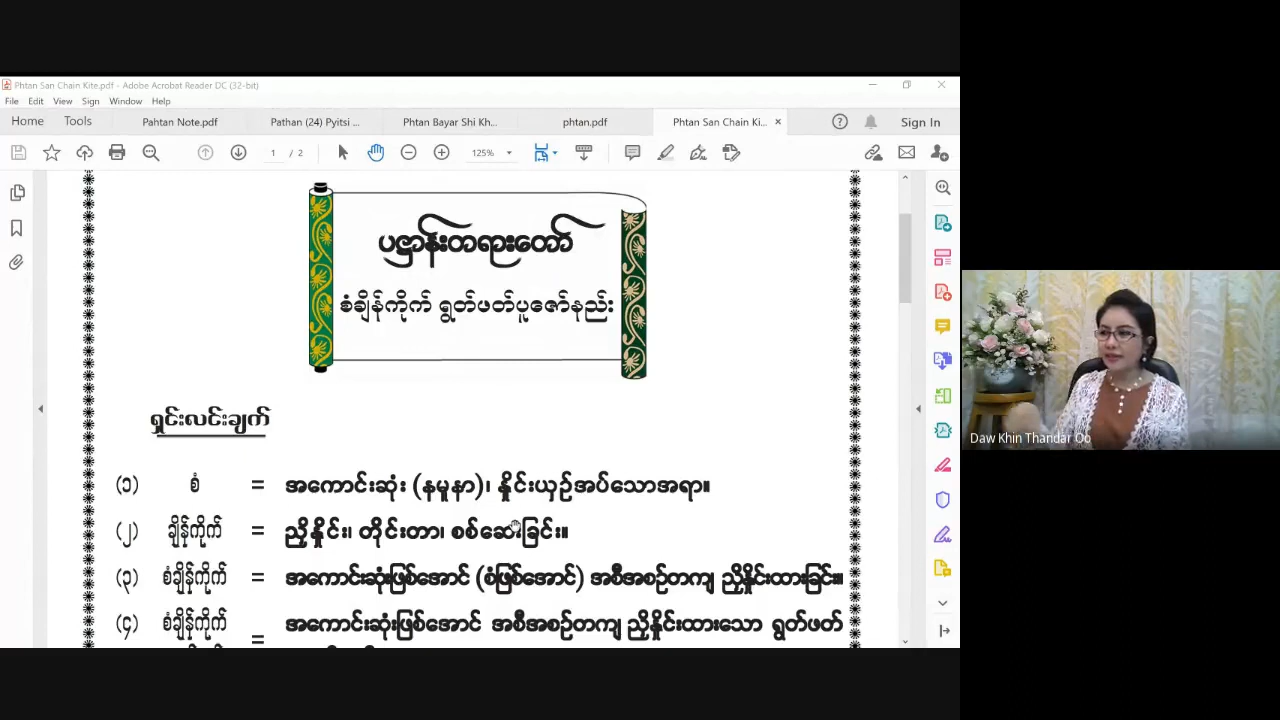 Phtan San Chain Kite.pdf - Adobe Acrobat Reader DC (32-bit)
File Edit View Sign Window Help
Home Tools Pahtan Note.pdf Pathan (24) Pyitsi ... Phtan Bayar Shi Kh... phtan.pdf Phtan San Chain Ki... × Sign In
1 / 2 125%
ပဋ္ဌာန်းတရားတော်
စံချိန်ကိုက် ရွတ်ဖတ်ပူဇော်နည်း
ရှင်းလင်းချက်
(၁) စံ = အကောင်းဆုံး (နမူနာ)၊ နှိုင်းယှဉ်အပ်သောအရာ။
(၂) ချိန်ကိုက် = ညှိနှိုင်း၊ တိုင်းတာ၊ စစ်ဆေးခြင်း။
(၃) စံချိန်ကိုက် = အကောင်းဆုံးဖြစ်အောင် (စံဖြစ်အောင်) အစီအစဉ်တကျ ညှိနှိုင်းထားခြင်း။
(၄) စံချိန်ကိုက် = အကောင်းဆုံးဖြစ်အောင် အစီအစဉ်တကျ ညှိနှိုင်းထားသော ရွတ်ဖတ်
Daw Khin Thandar Oo